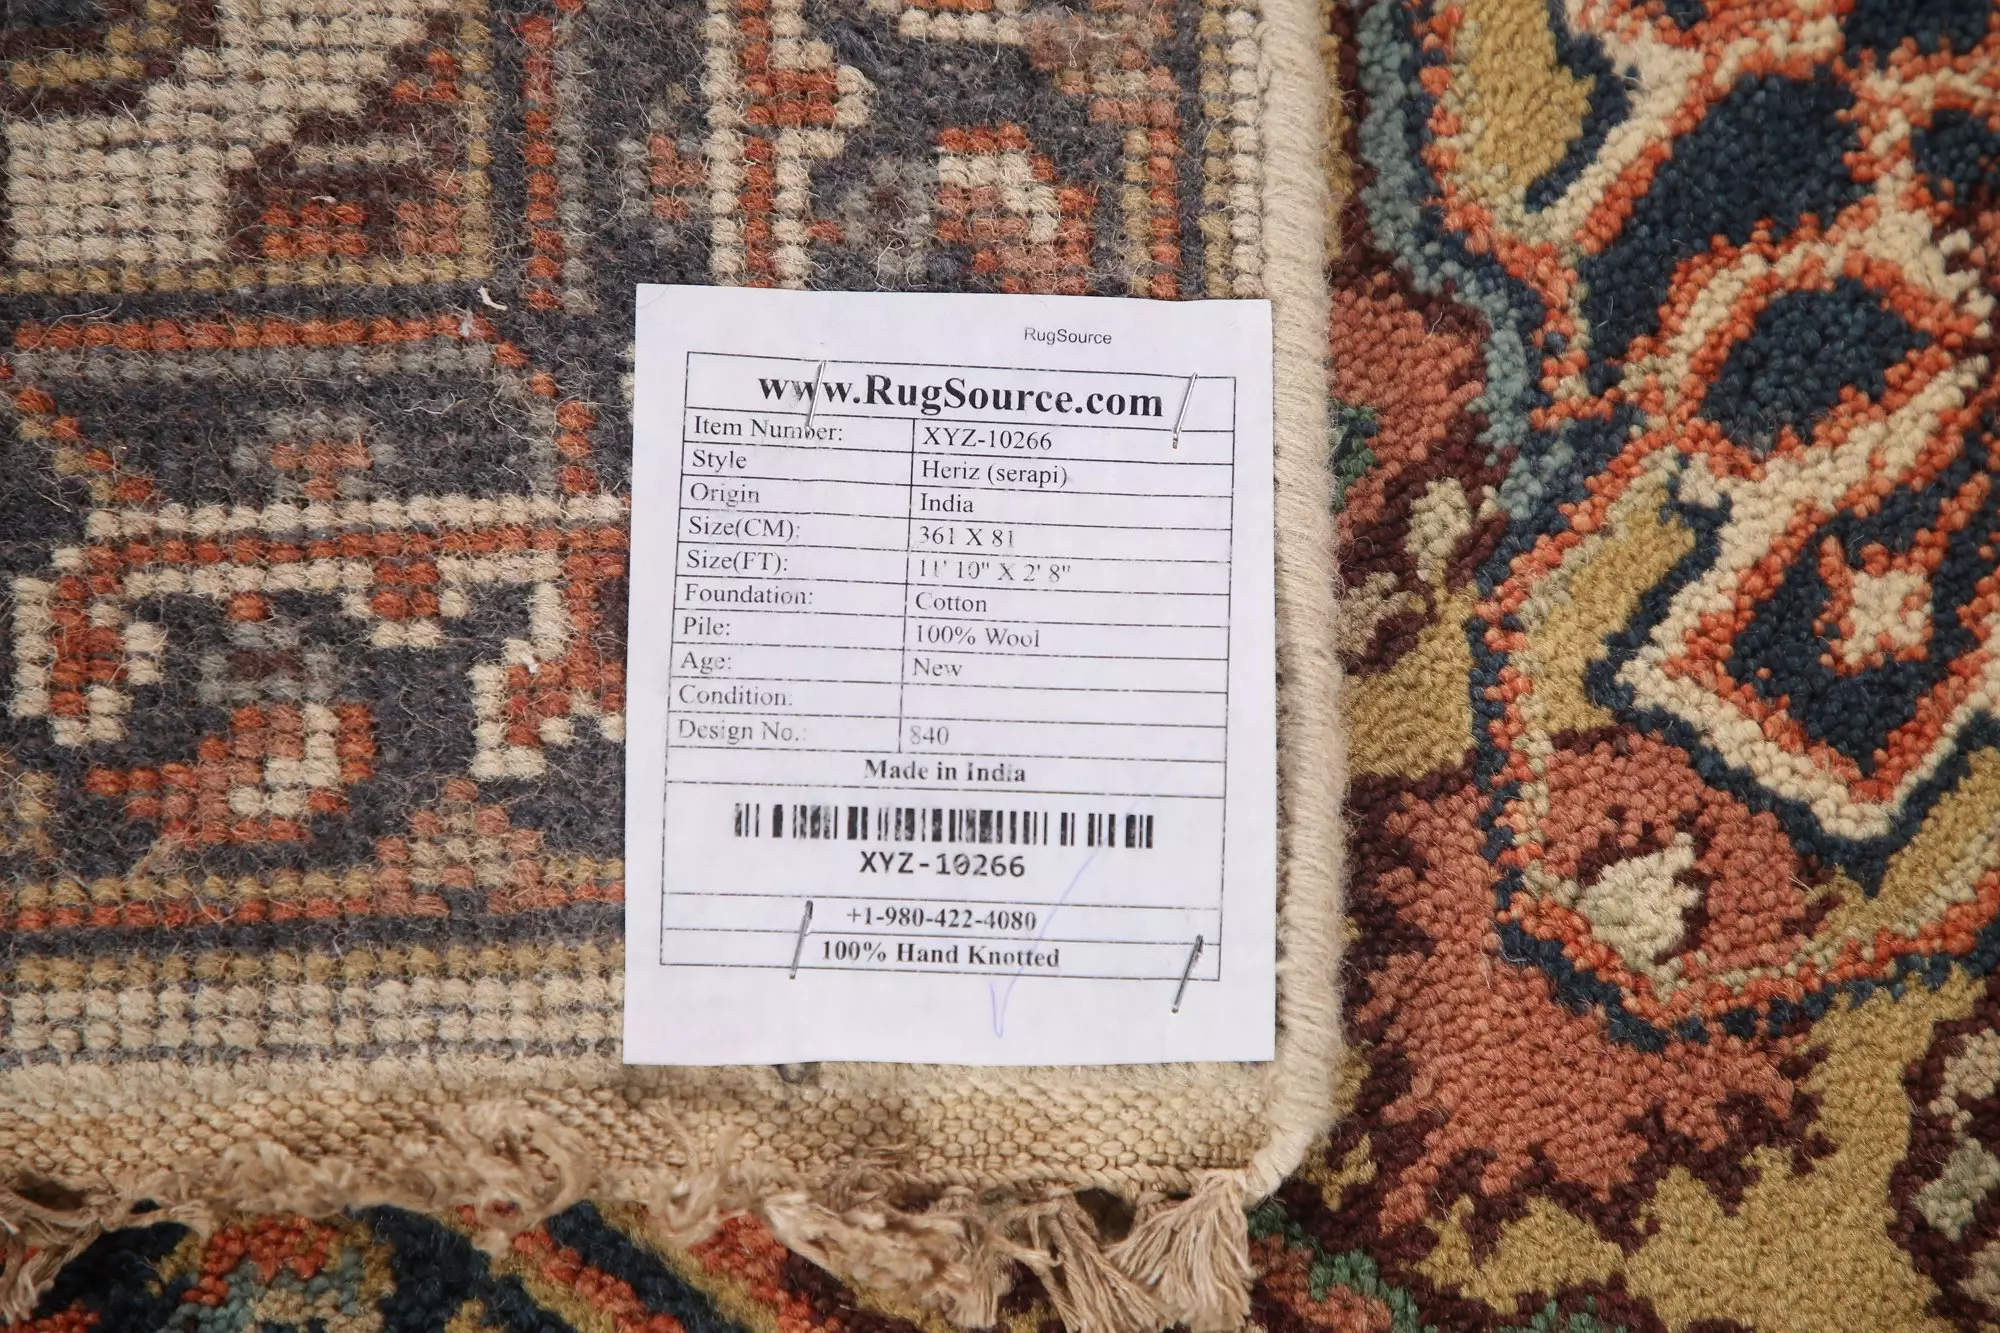 RugSource
www.RugSource.com
Item Number: XYZ-10266
Style Heriz (serapi)
Origin India
Size(CM): 361 X 81
Size(FT): 11' 10" X 2' 8"
Foundation: Cotton
Pile: 100% Wool
Age: New
Condition:
Design No.: 840
Made in India
XYZ-10266
+1-980-422-4080
100% Hand Knotted